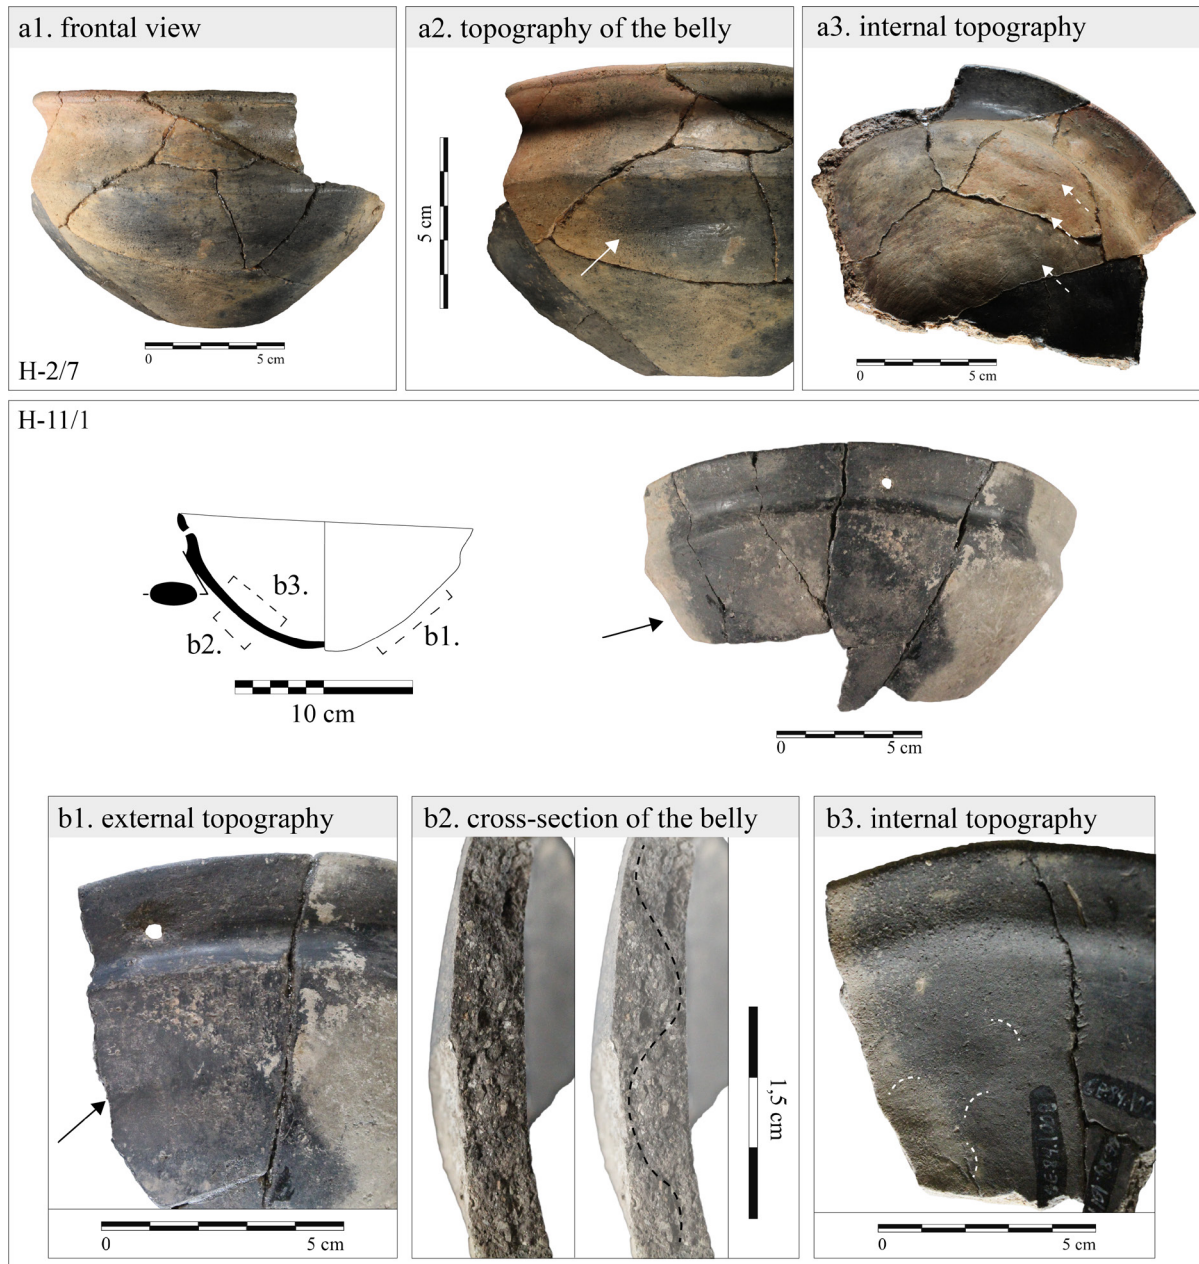 a1. frontal view
a2. topography of the belly
a3. internal topography
5 cm
0 5 cm
0 5 cm
H-2/7
H-11/1
b3.
b2.
b1.
10 cm
0 5 cm
b1. external topography
b2. cross-section of the belly
b3. internal topography
1,5 cm
0 5 cm
0 5 cm